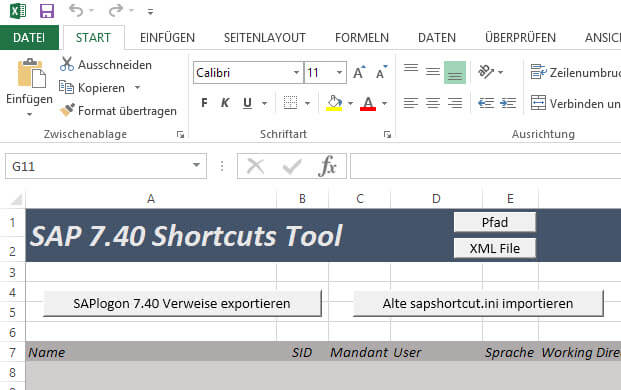 DATEI START EINFÜGEN SEITENLAYOUT FORMELN DATEN ÜBERPRÜFEN ANSIC
Einfügen
Ausschneiden
Kopieren
Format übertragen
Calibri 11
F K U
Zeilenumbruc
Verbinden un
Zwischenablage Schriftart Ausrichtung
G11 fx
A B C D E
1 SAP 7.40 Shortcuts Tool Pfad
2 XML File
3
4 SAPlogon 7.40 Verweise exportieren Alte sapshortcut.ini importieren
5
6
7 Name SID Mandant User Sprache Working Dire
8